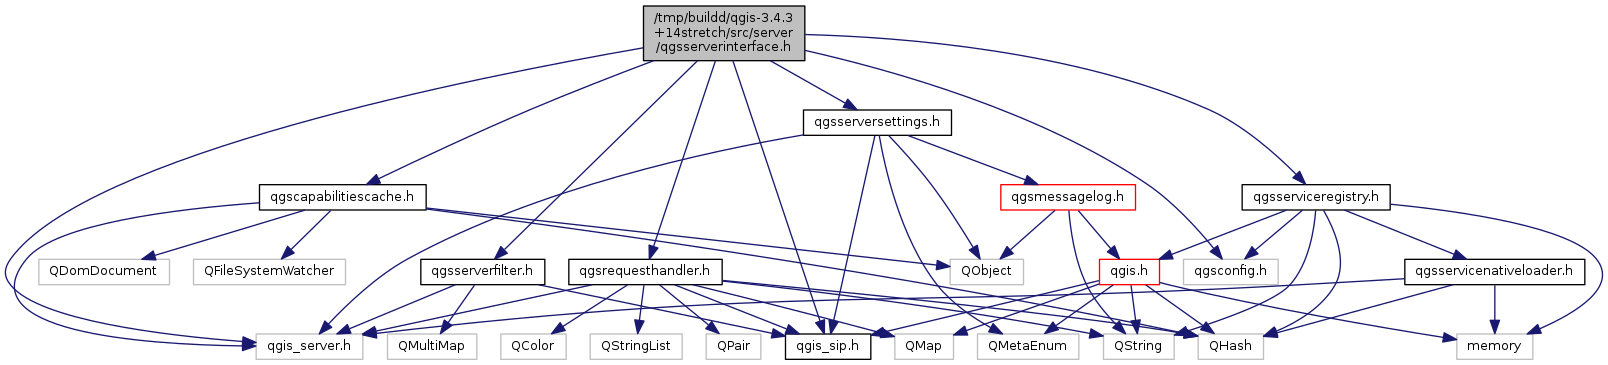 /tmp/buildd/qgis-3.4.3
+14stretch/src/server
/qgsserverinterface.h
qgsserversettings.h
qgscapabilitiescache.h
qgsmessagelog.h
qgsserviceregistry.h
QDomDocument
QFileSystemWatcher
qgsserverfilter.h
qgsrequesthandler.h
QObject
qgis.h
qgsconfig.h
qgsservicenativeloader.h
qgis_server.h
QMultiMap
QColor
QStringList
QPair
qgis_sip.h
QMap
QMetaEnum
QString
QHash
memory